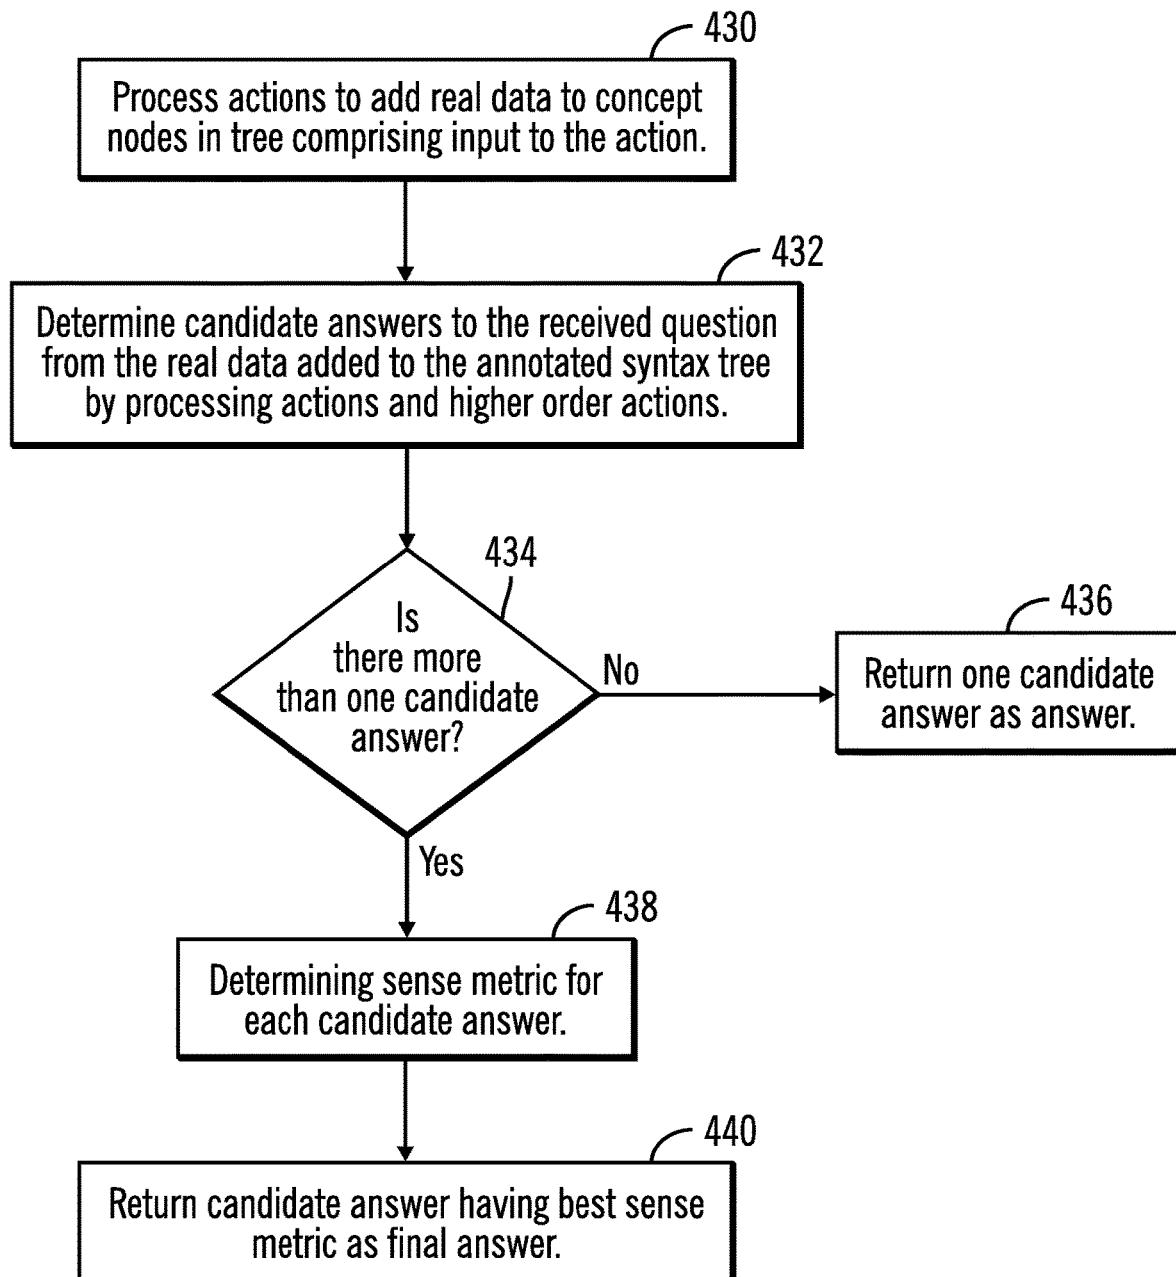 430
Process actions to add real data to concept
nodes in tree comprising input to the action.
432
Determine candidate answers to the received question
from the real data added to the annotated syntax tree
by processing actions and higher order actions.
434
Is
there more
than one candidate
answer?
No
436
Return one candidate
answer as answer.
Yes
438
Determining sense metric for
each candidate answer.
440
Return candidate answer having best sense
metric as final answer.